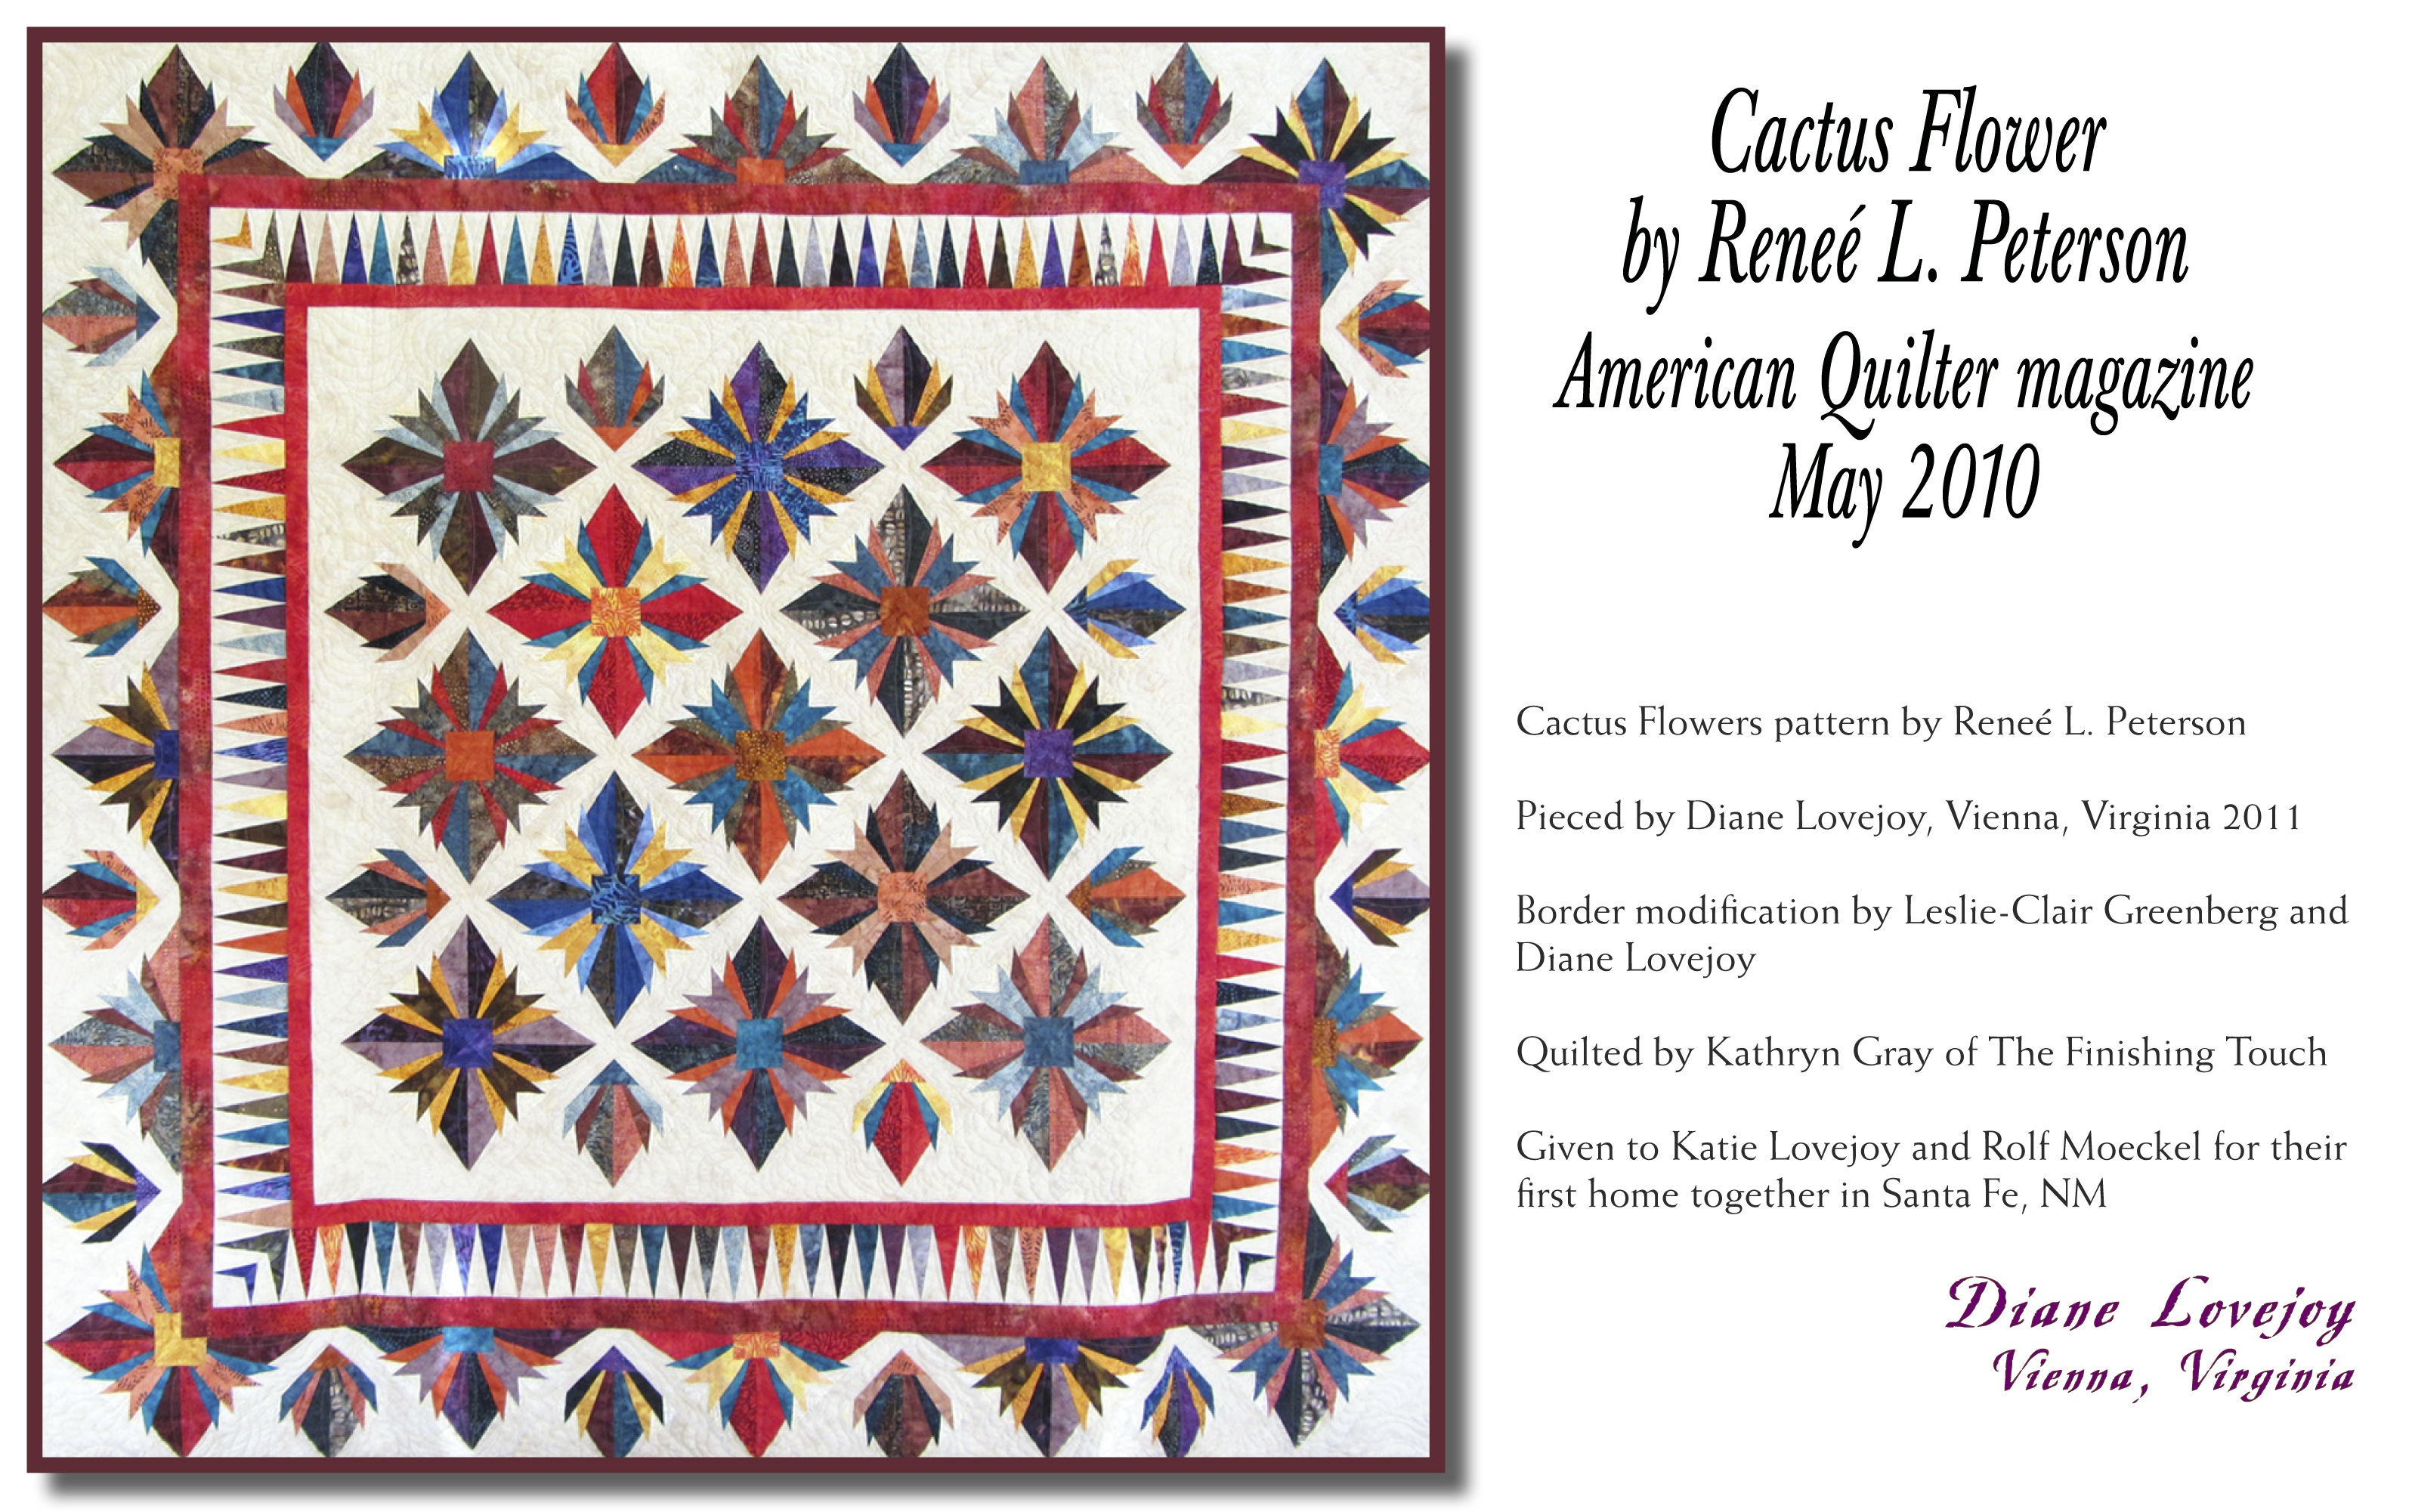 Cactus Flower
by Reneé L. Peterson
American Quilter magazine
May 2010
Cactus Flowers pattern by Reneé L. Peterson
Pieced by Diane Lovejoy, Vienna, Virginia 2011
Border modification by Leslie-Clair Greenberg and
Diane Lovejoy
Quilted by Kathryn Gray of The Finishing Touch
Given to Katie Lovejoy and Rolf Moeckel for their
first home together in Santa Fe, NM
Diane Lovejoy
Vienna, Virginia